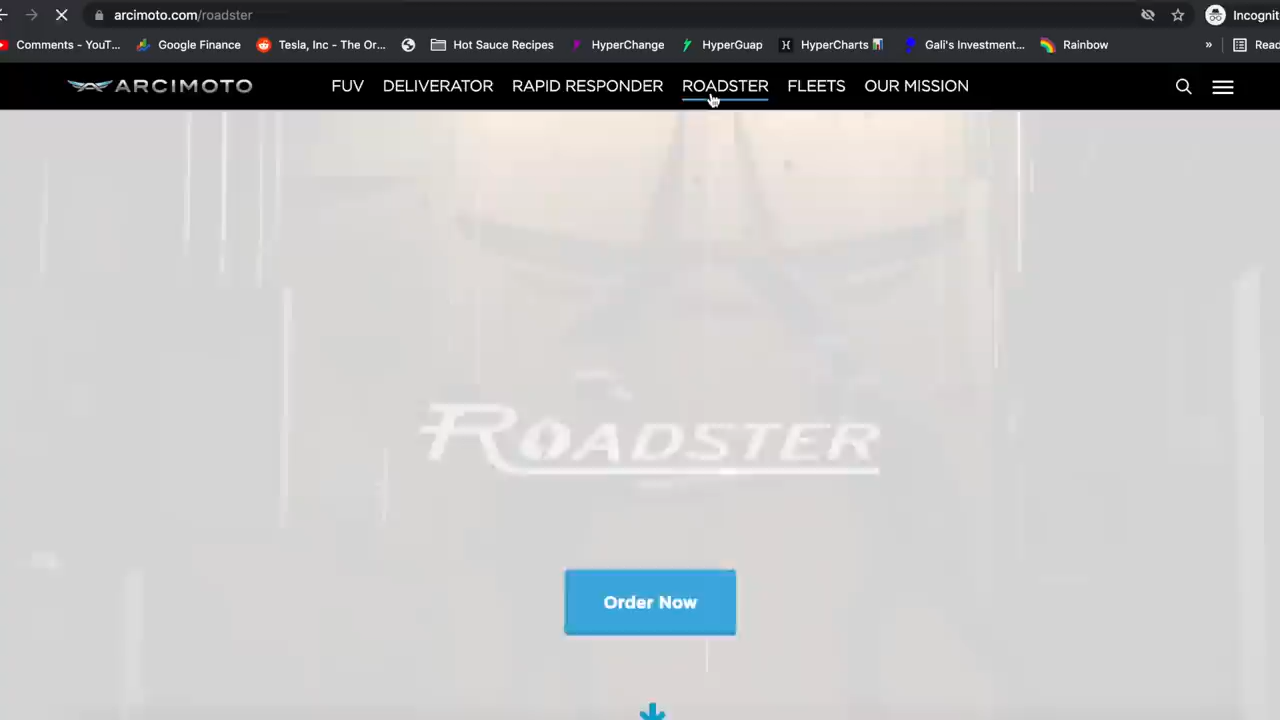 arcimoto.com/roadster
Incognit
Comments - YouT...
Google Finance
Tesla, Inc - The Or...
Hot Sauce Recipes
HyperChange
HyperGuap
HyperCharts
Gali's Investment...
Rainbow
»
Read
ARCIMOTO
FUV
DELIVERATOR
RAPID RESPONDER
ROADSTER
FLEETS
OUR MISSION
ROADSTER
Order Now